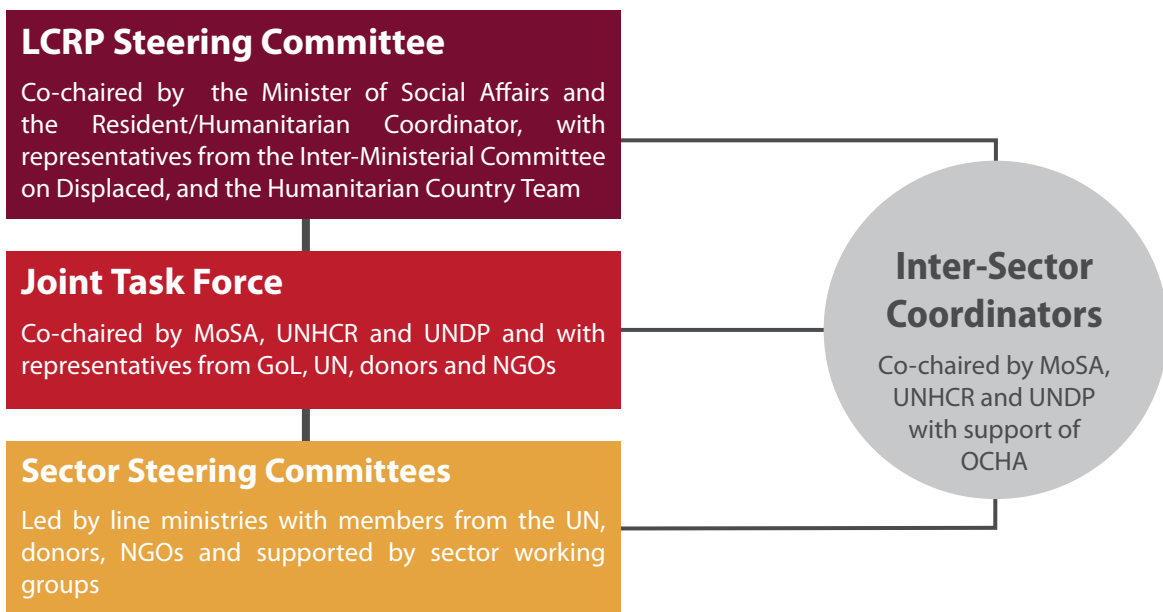 LCRP Steering Committee
Co-chaired by the Minister of Social Affairs and
the Resident/Humanitarian Coordinator, with
representatives from the Inter-Ministerial Committee
on Displaced, and the Humanitarian Country Team
Joint Task Force
Co-chaired by MoSA, UNHCR and UNDP and with
representatives from GoL, UN, donors and NGOs
Sector Steering Committees
Led by line ministries with members from the UN,
donors, NGOs and supported by sector working
groups
Inter-Sector
Coordinators
Co-chaired by MoSA,
UNHCR and UNDP
with support of
OCHA